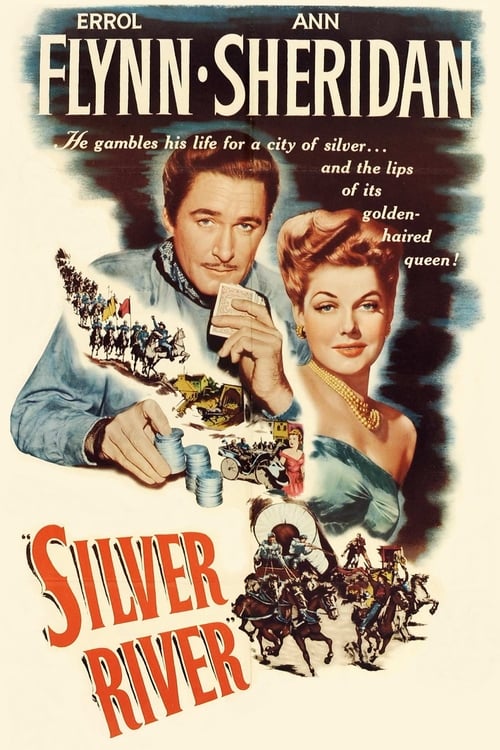 ERROL ANN
FLYNN · SHERIDAN
He gambles his life for a city of silver...
and the lips
of its
golden-
haired
queen!
"SILVER
RIVER"